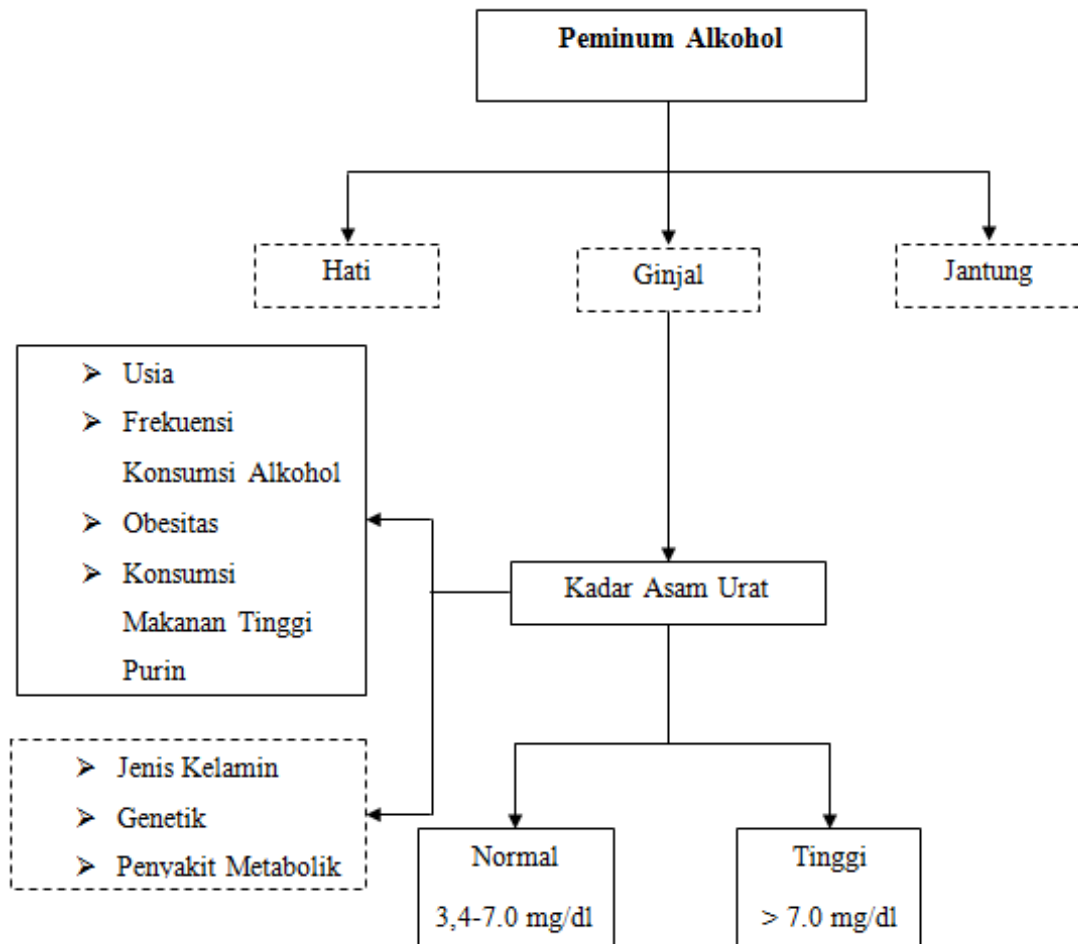 Peminum Alkohol
Hati
Ginjal
Jantung
➢ Usia
➢ Frekuensi
Konsumsi Alkohol
➢ Obesitas
➢ Konsumsi
Makanan Tinggi
Purin
Kadar Asam Urat
➢ Jenis Kelamin
➢ Genetik
➢ Penyakit Metabolik
Normal
3,4-7.0 mg/dl
Tinggi
> 7.0 mg/dl